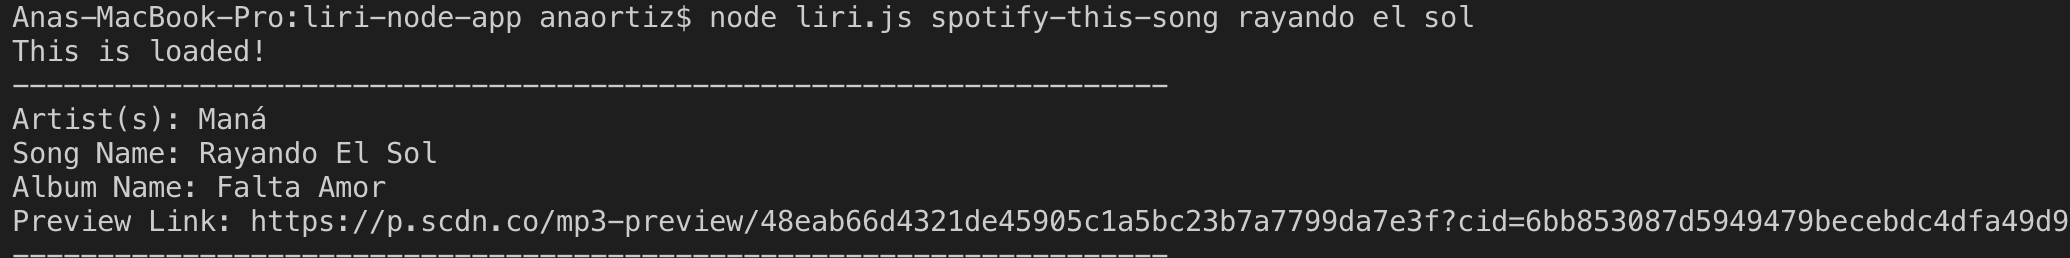 Anas-MacBook-Pro:liri-node-app anaortiz$ node liri.js spotify-this-song rayando el sol
This is loaded!
--------------------------------------------------------------------
Artist(s): Maná
Song Name: Rayando El Sol
Album Name: Falta Amor
Preview Link: https://p.scdn.co/mp3-preview/48eab66d4321de45905c1a5bc23b7a7799da7e3f?cid=6bb853087d5949479becebdc4dfa49d9
--------------------------------------------------------------------